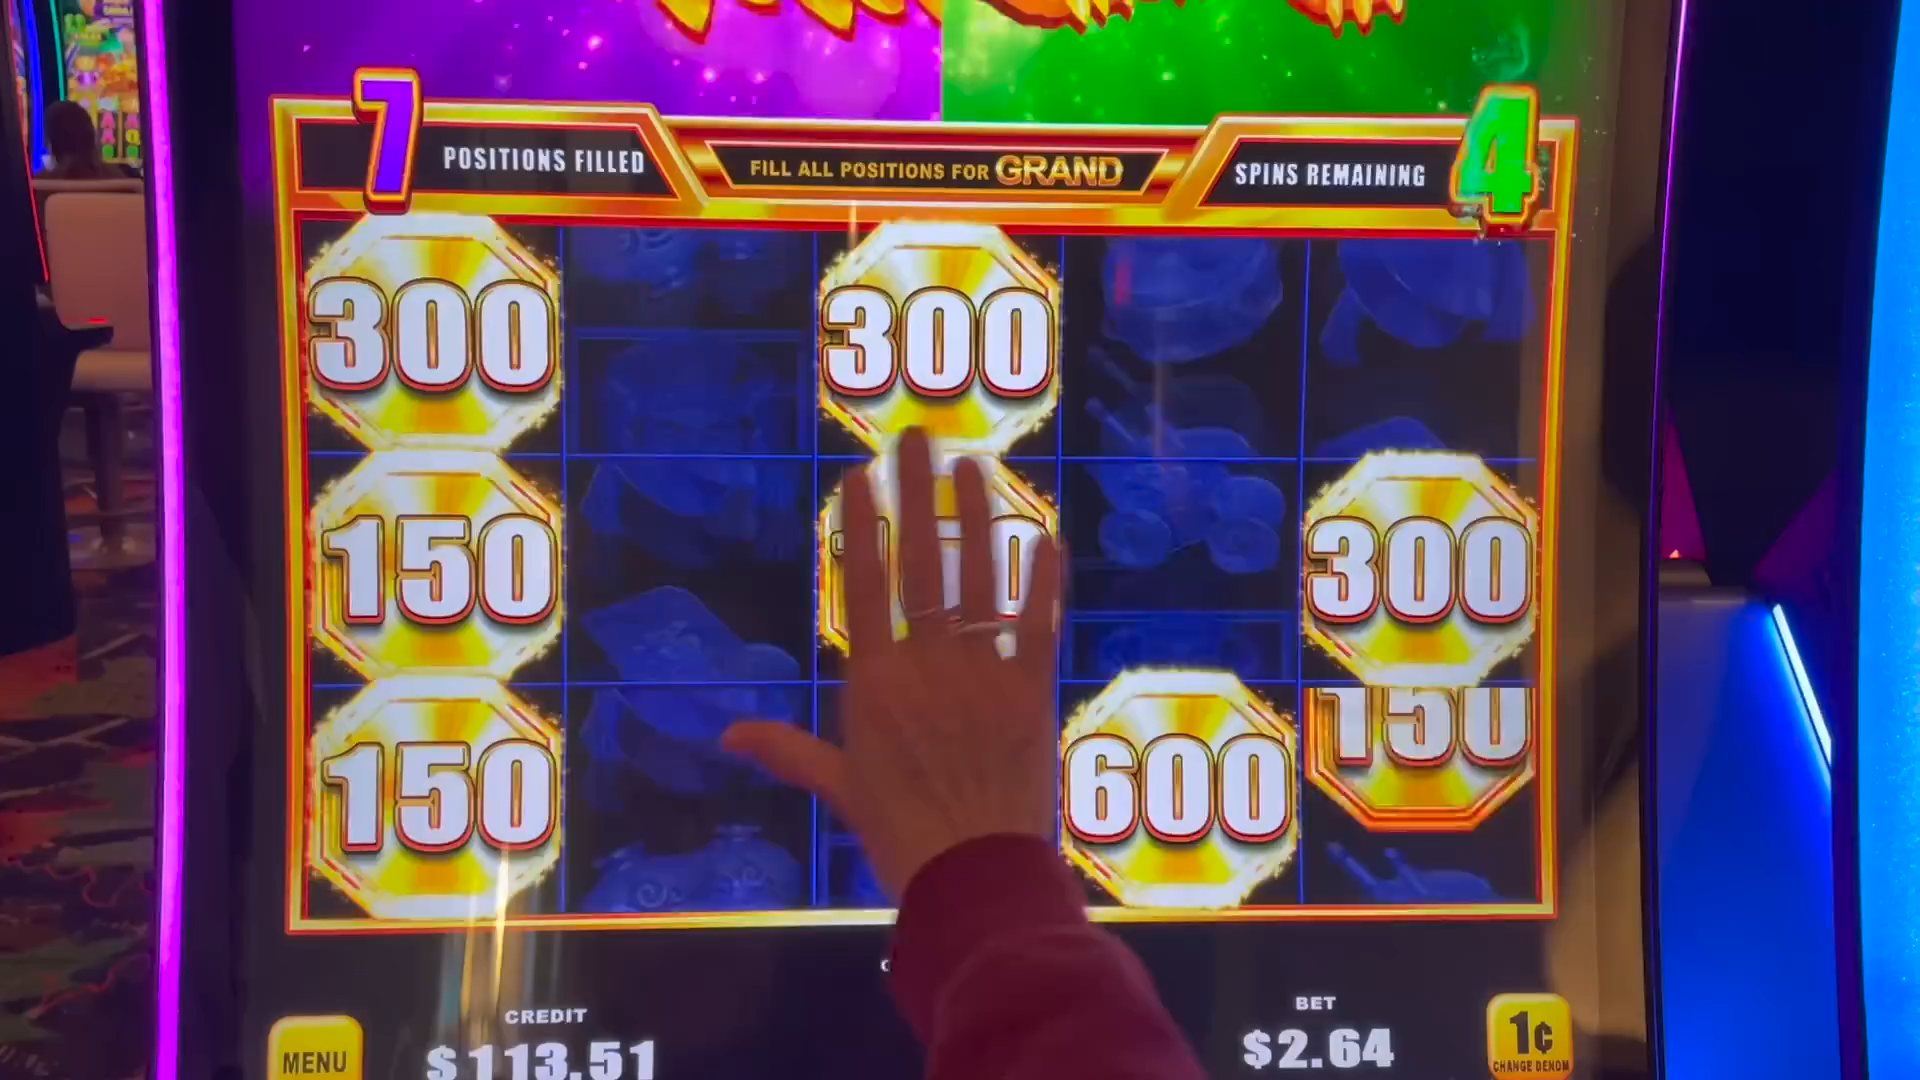 7 POSITIONS FILLED
FILL ALL POSITIONS FOR GRAND
SPINS REMAINING 4
300 300
150 300
150 600 150
CREDIT
$113.51
BET
$2.64
MENU
1¢
CHANGE DENOM